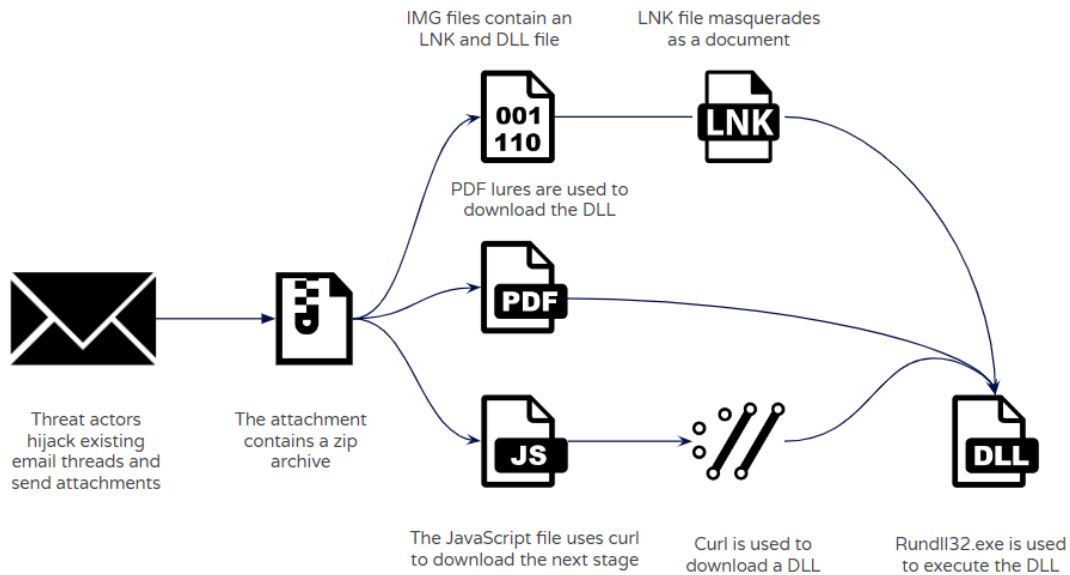 IMG files contain an
LNK and DLL file
LNK file masquerades
as a document
001
110
LNK
PDF lures are used to
download the DLL
PDF
Threat actors
hijack existing
email threads and
send attachments
The attachment
contains a zip
archive
JS
DLL
The JavaScript file uses curl
to download the next stage
Curl is used to
download a DLL
Rundll32.exe is used
to execute the DLL